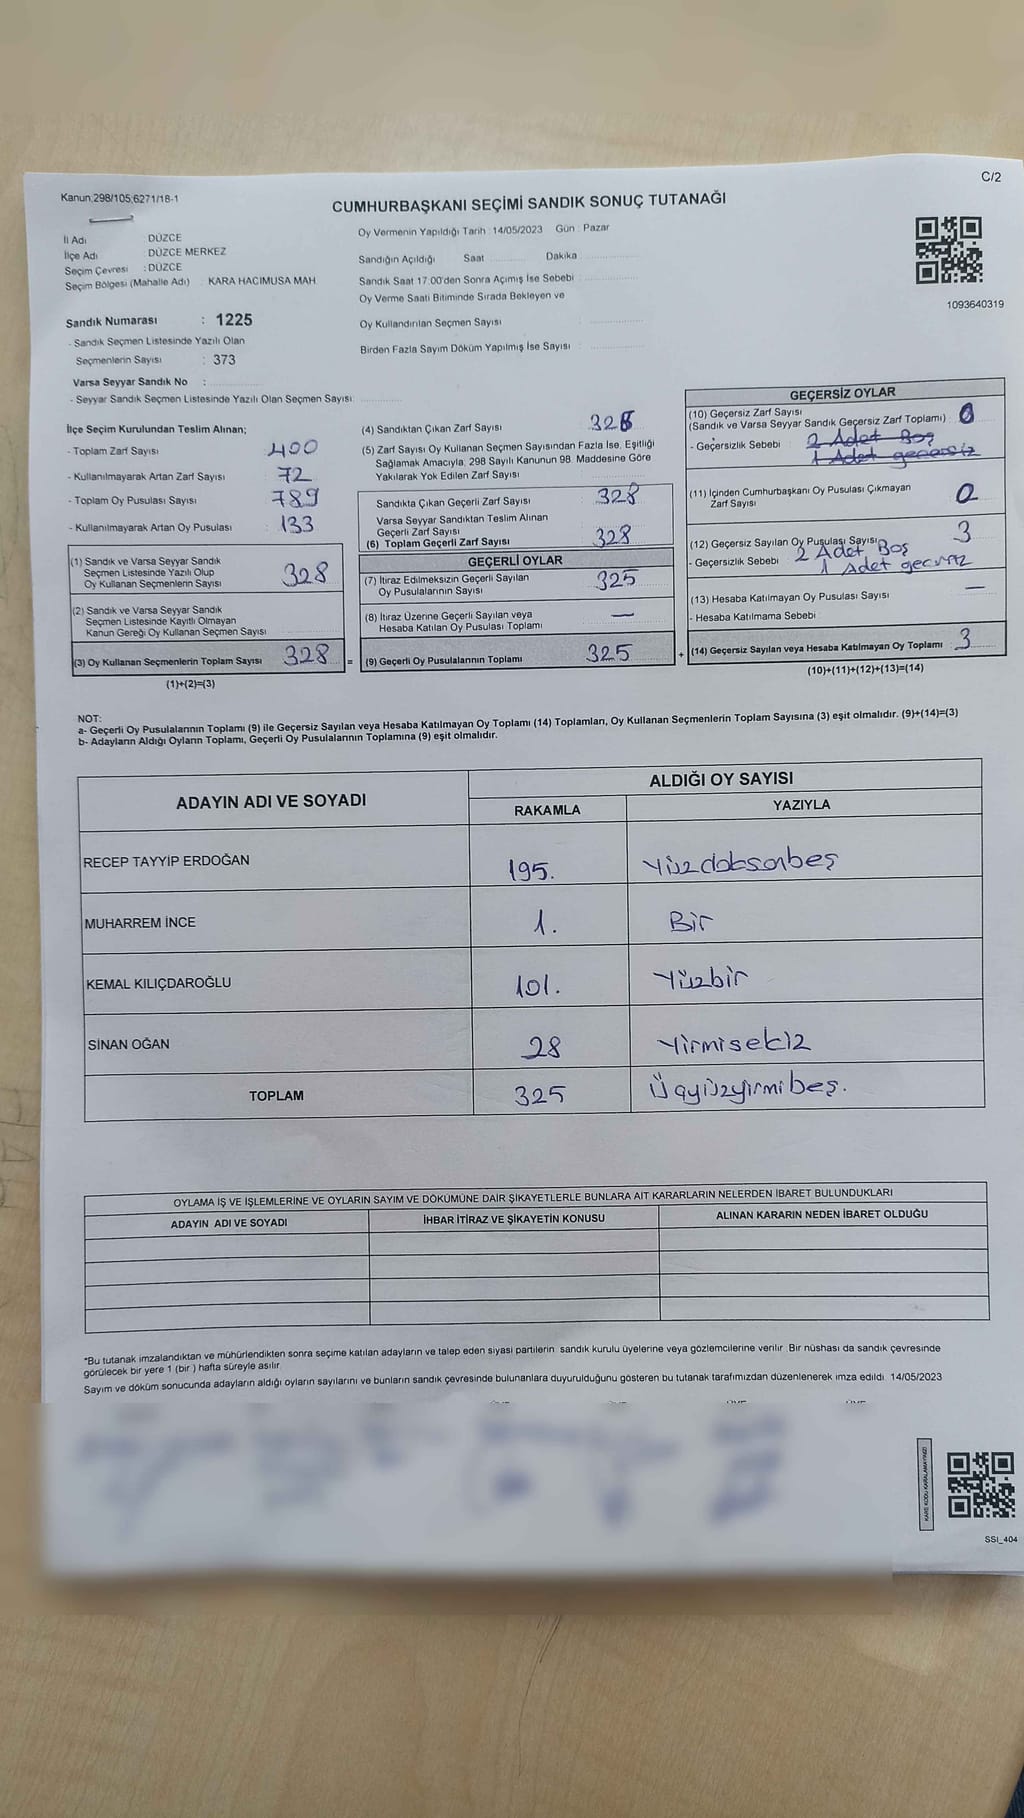 Kanun:298/105;6271/18-1
C/2
CUMHURBAŞKANI SEÇİMİ SANDIK SONUÇ TUTANAĞI
İl Adı DÜZCE
İlçe Adı DÜZCE MERKEZ
Seçim Çevresi : DÜZCE
Seçim Bölgesi (Mahalle Adı) : KARA HACIMUSA MAH
Sandık Numarası : 1225
- Sandık Seçmen Listesinde Yazılı Olan
Seçmenlerin Sayısı : 373
Varsa Seyyar Sandık No :
- Seyyar Sandık Seçmen Listesinde Yazılı Olan Seçmen Sayısı:
Oy Vermenin Yapıldığı Tarih : 14/05/2023 Gün : Pazar
Sandığın Açıldığı Saat Dakika
Sandık Saat 17:00'den Sonra Açımış İse Sebebi :
Oy Verme Saati Bitiminde Sırada Bekleyen ve
Oy Kullandırılan Seçmen Sayısı :
Birden Fazla Sayım Döküm Yapılmış İse Sayısı :
1093640319
İlçe Seçim Kurulundan Teslim Alınan;
- Toplam Zarf Sayısı : 400
- Kullanılmayarak Artan Zarf Sayısı : 72
- Toplam Oy Pusulası Sayısı : 789
- Kullanılmayarak Artan Oy Pusulası : 133
(1) Sandık ve Varsa Seyyar Sandık
Seçmen Listesinde Yazılı Olup
Oy Kullanan Seçmenlerin Sayısı 328
(2) Sandık ve Varsa Seyyar Sandık
Seçmen Listesinde Kayıtlı Olmayan
Kanun Gereği Oy Kullanan Seçmen Sayısı
(3) Oy Kullanan Seçmenlerin Toplam Sayısı 328 =
(1)+(2)=(3)
(4) Sandıktan Çıkan Zarf Sayısı 328
(5) Zarf Sayısı Oy Kullanan Seçmen Sayısından Fazla İse, Eşitliği
Sağlamak Amacıyla, 298 Sayılı Kanunun 98. Maddesine Göre
Yakılarak Yok Edilen Zarf Sayısı
Sandıkta Çıkan Geçerli Zarf Sayısı 328
Varsa Seyyar Sandıktan Teslim Alınan
Geçerli Zarf Sayısı
(6) Toplam Geçerli Zarf Sayısı 328
GEÇERLİ OYLAR
(7) İtiraz Edilmeksizin Geçerli Sayılan
Oy Pusulalarının Sayısı 325
(8) İtiraz Üzerine Geçerli Sayılan veya
Hesaba Katılan Oy Pusulası Toplamı —
(9) Geçerli Oy Pusulalarının Toplamı 325 +
GEÇERSİZ OYLAR
(10) Geçersiz Zarf Sayısı
(Sandık ve Varsa Seyyar Sandık Geçersiz Zarf Toplamı) : 0
- Geçersizlik Sebebi : 2 Adet Boş
1 Adet geçersiz
(11) İçinden Cumhurbaşkanı Oy Pusulası Çıkmayan
Zarf Sayısı 0
(12) Geçersiz Sayılan Oy Pusulası Sayısı 3
- Geçersizlik Sebebi 2 Adet Boş
1 Adet
(13) Hesaba Katılmayan Oy Pusulası Sayısı —
- Hesaba Katılmama Sebebi
(14) Geçersiz Sayılan veya Hesaba Katılmayan Oy Toplamı 3
(10)+(11)+(12)+(13)=(14)
NOT:
a- Geçerli Oy Pusulalarının Toplamı (9) ile Geçersiz Sayılan veya Hesaba Katılmayan Oy Toplamı (14) Toplamları, Oy Kullanan Seçmenlerin Toplam Sayısına (3) eşit olmalıdır. (9)+(14)=(3)
b- Adayların Aldığı Oyların Toplamı, Geçerli Oy Pusulalarının Toplamına (9) eşit olmalıdır.
ADAYIN ADI VE SOYADI ALDIĞI OY SAYISI
RAKAMLA YAZIYLA
RECEP TAYYİP ERDOĞAN 195. Yüzdoksanbeş
MUHARREM İNCE 1. Bir
KEMAL KILIÇDAROĞLU 101. Yüzbir
SİNAN OĞAN 28 Yirmisekiz
TOPLAM 325 Üçyüzyirmibeş.
OYLAMA İŞ VE İŞLEMLERİNE VE OYLARIN SAYIM VE DÖKÜMÜNE DAİR ŞİKAYETLERLE BUNLARA AİT KARARLARIN NELERDEN İBARET BULUNDUKLARI
ADAYIN ADI VE SOYADI İHBAR İTİRAZ VE ŞİKAYETİN KONUSU ALINAN KARARIN NEDEN İBARET OLDUĞU
*Bu tutanak imzalandıktan ve mühürlendikten sonra seçime katılan adayların ve talep eden siyasi partilerin sandık kurulu üyelerine veya gözlemcilerine verilir. Bir nüshası da sandık çevresinde
görülecek bir yere 1 (bir) hafta süreyle asılır.
Sayım ve döküm sonucunda adayların aldığı oyların sayılarını ve bunların sandık çevresinde bulunanlara duyurulduğunu gösteren bu tutanak tarafımızdan düzenlenerek imza edildi. 14/05/2023
KARE KODU KARALAMAYINIZ!
SSI_404